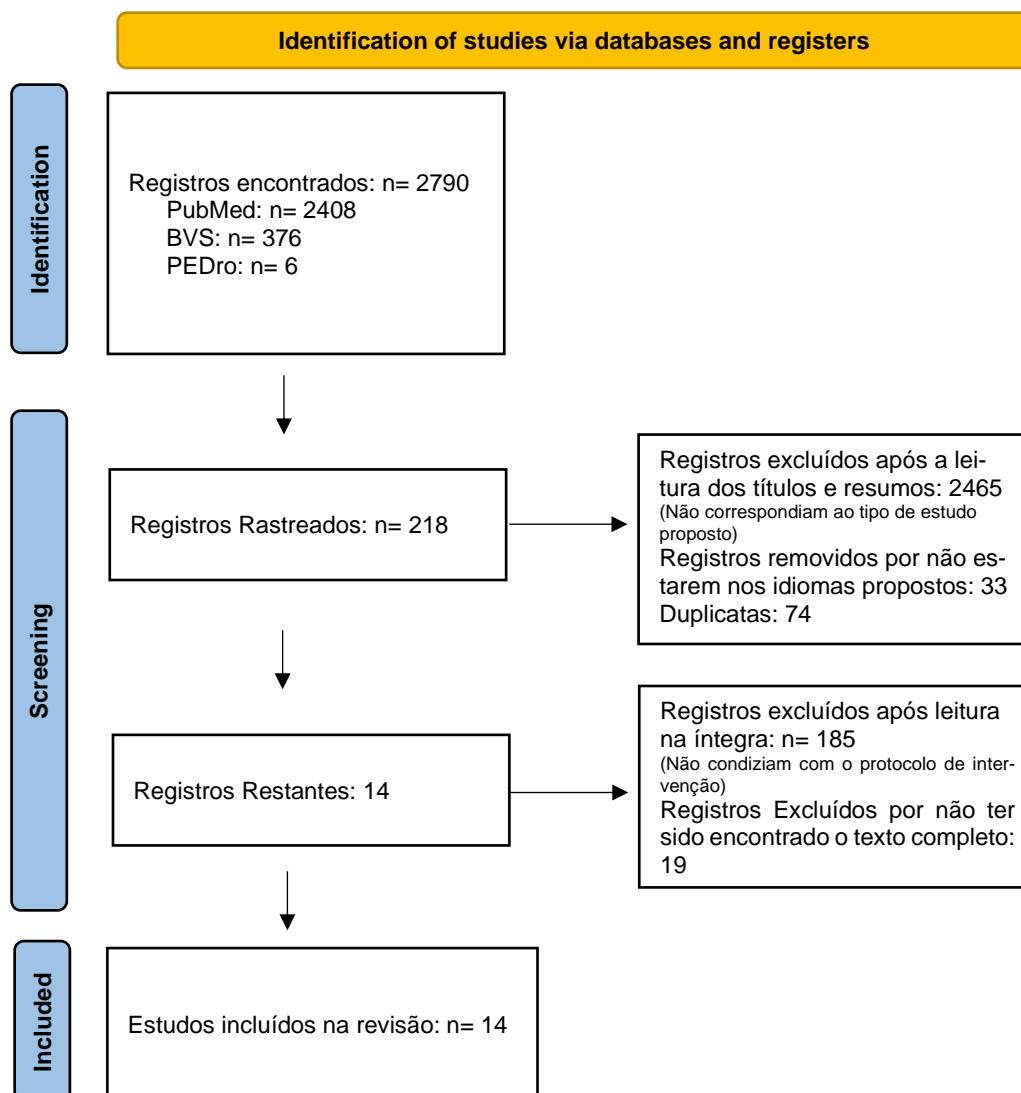 Identification of studies via databases and registers
Identification
Registros encontrados: n= 2790
PubMed: n= 2408
BVS: n= 376
PEDro: n= 6
Screening
Registros Rastreados: n= 218
Registros excluídos após a lei-
tura dos títulos e resumos: 2465
(Não correspondiam ao tipo de estudo
proposto)
Registros removidos por não es-
tarem nos idiomas propostos: 33
Duplicatas: 74
Registros Restantes: 14
Registros excluídos após leitura
na íntegra: n= 185
(Não condiziam com o protocolo de inter-
venção)
Registros Excluídos por não ter
sido encontrado o texto completo:
19
Included
Estudos incluídos na revisão: n= 14